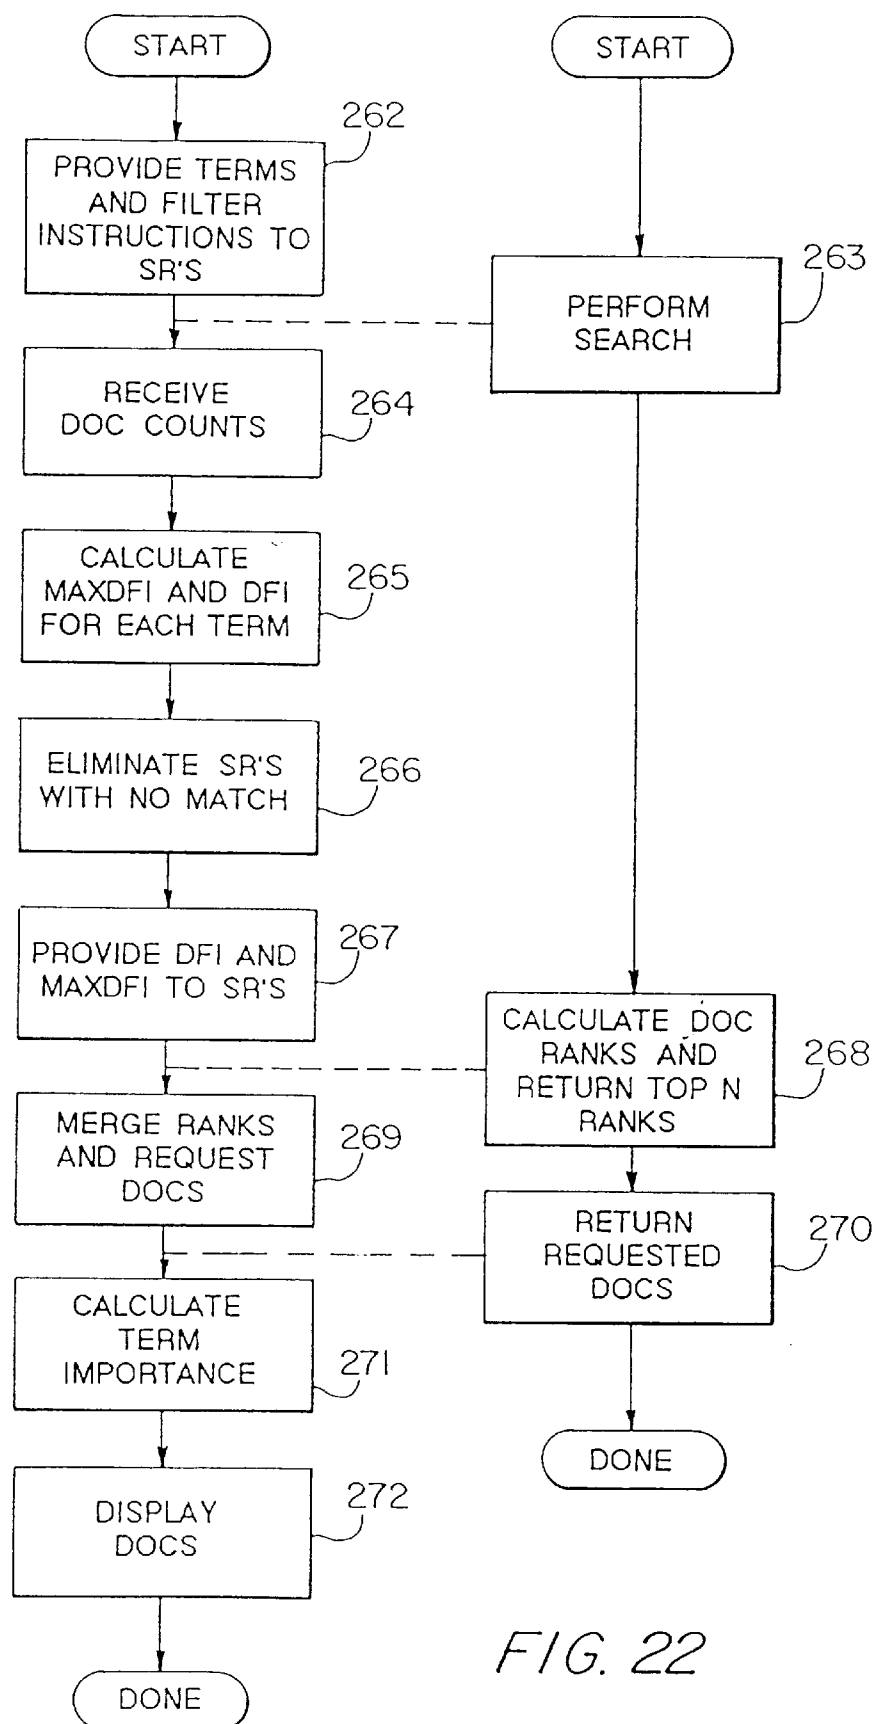 START
262
PROVIDE TERMS
AND FILTER
INSTRUCTIONS TO
SR'S
RECEIVE
DOC COUNTS
264
CALCULATE
MAXDFI AND DFI
FOR EACH TERM
265
ELIMINATE SR'S
WITH NO MATCH
266
PROVIDE DFI AND
MAXDFI TO SR'S
267
MERGE RANKS
AND REQUEST
DOCS
269
CALCULATE
TERM
IMPORTANCE
271
DISPLAY
DOCS
272
DONE
START
263
PERFORM
SEARCH
CALCULATE DOC
RANKS AND
RETURN TOP N
RANKS
268
RETURN
REQUESTED
DOCS
270
DONE
FIG. 22